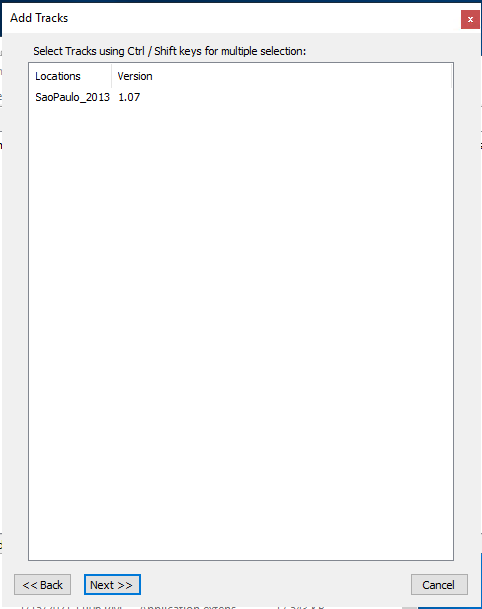 Add Tracks
x
Select Tracks using Ctrl / Shift keys for multiple selection:
Locations Version
SaoPaulo_2013 1.07
<< Back Next >> Cancel